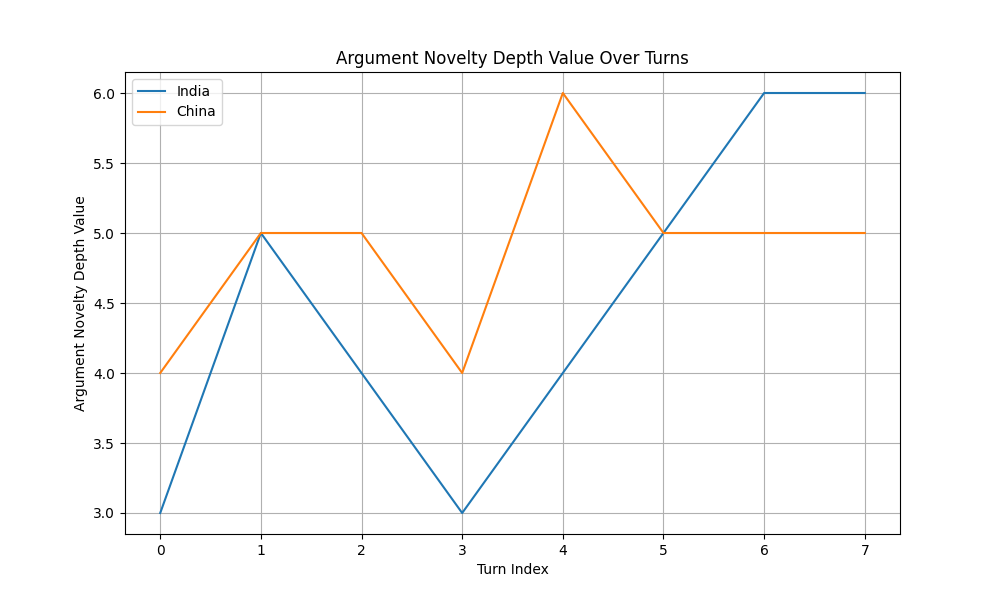 Argument Novelty Depth Value Over Turns
India
China
6.0
5.5
5.0
4.5
4.0
3.5
3.0
Argument Novelty Depth Value
0 1 2 3 4 5 6 7
Turn Index